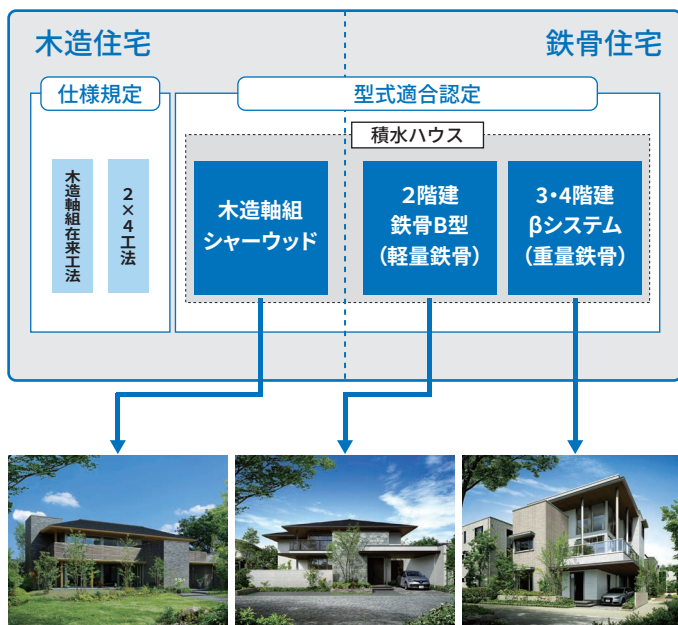 木造住宅
鉄骨住宅
仕様規定
型式適合認定
積水ハウス
木造軸組在来工法
2×4工法
木造軸組
シャーウッド
2階建
鉄骨B型
（軽量鉄骨）
3・4階建
βシステム
（重量鉄骨）